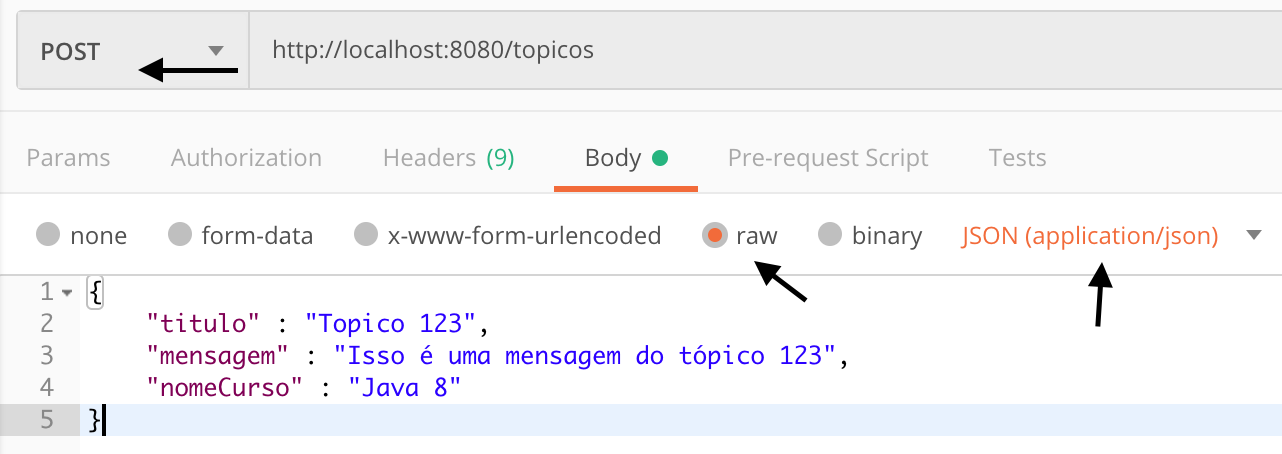 POST http://localhost:8080/topicos
Params Authorization Headers (9) Body Pre-request Script Tests
none form-data x-www-form-urlencoded raw binary JSON (application/json)
1 {
2 "titulo" : "Topico 123",
3 "mensagem" : "Isso é uma mensagem do tópico 123",
4 "nomeCurso" : "Java 8"
5 }